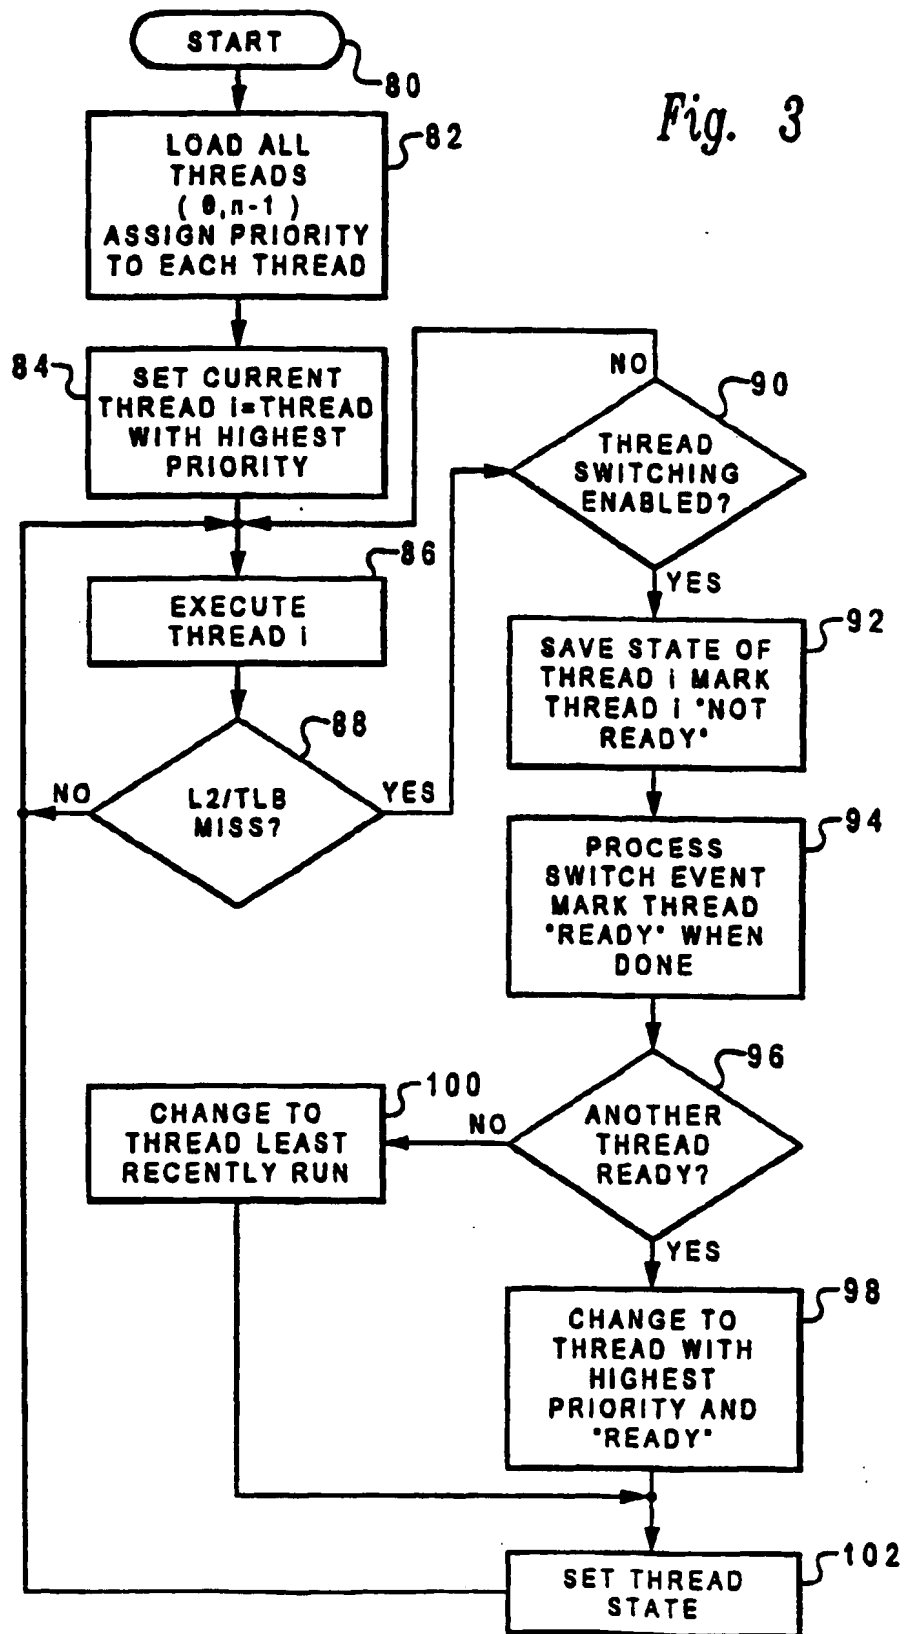 START
80
Fig. 3
82
LOAD ALL
THREADS
( 0,n-1 )
ASSIGN PRIORITY
TO EACH THREAD
84
SET CURRENT
THREAD i=THREAD
WITH HIGHEST
PRIORITY
NO
90
THREAD
SWITCHING
ENABLED?
YES
86
EXECUTE
THREAD i
88
L2/TLB
MISS?
NO
YES
92
SAVE STATE OF
THREAD i MARK
THREAD i "NOT
READY"
94
PROCESS
SWITCH EVENT
MARK THREAD
"READY" WHEN
DONE
96
ANOTHER
THREAD
READY?
NO
YES
100
CHANGE TO
THREAD LEAST
RECENTLY RUN
98
CHANGE TO
THREAD WITH
HIGHEST
PRIORITY AND
"READY"
102
SET THREAD
STATE